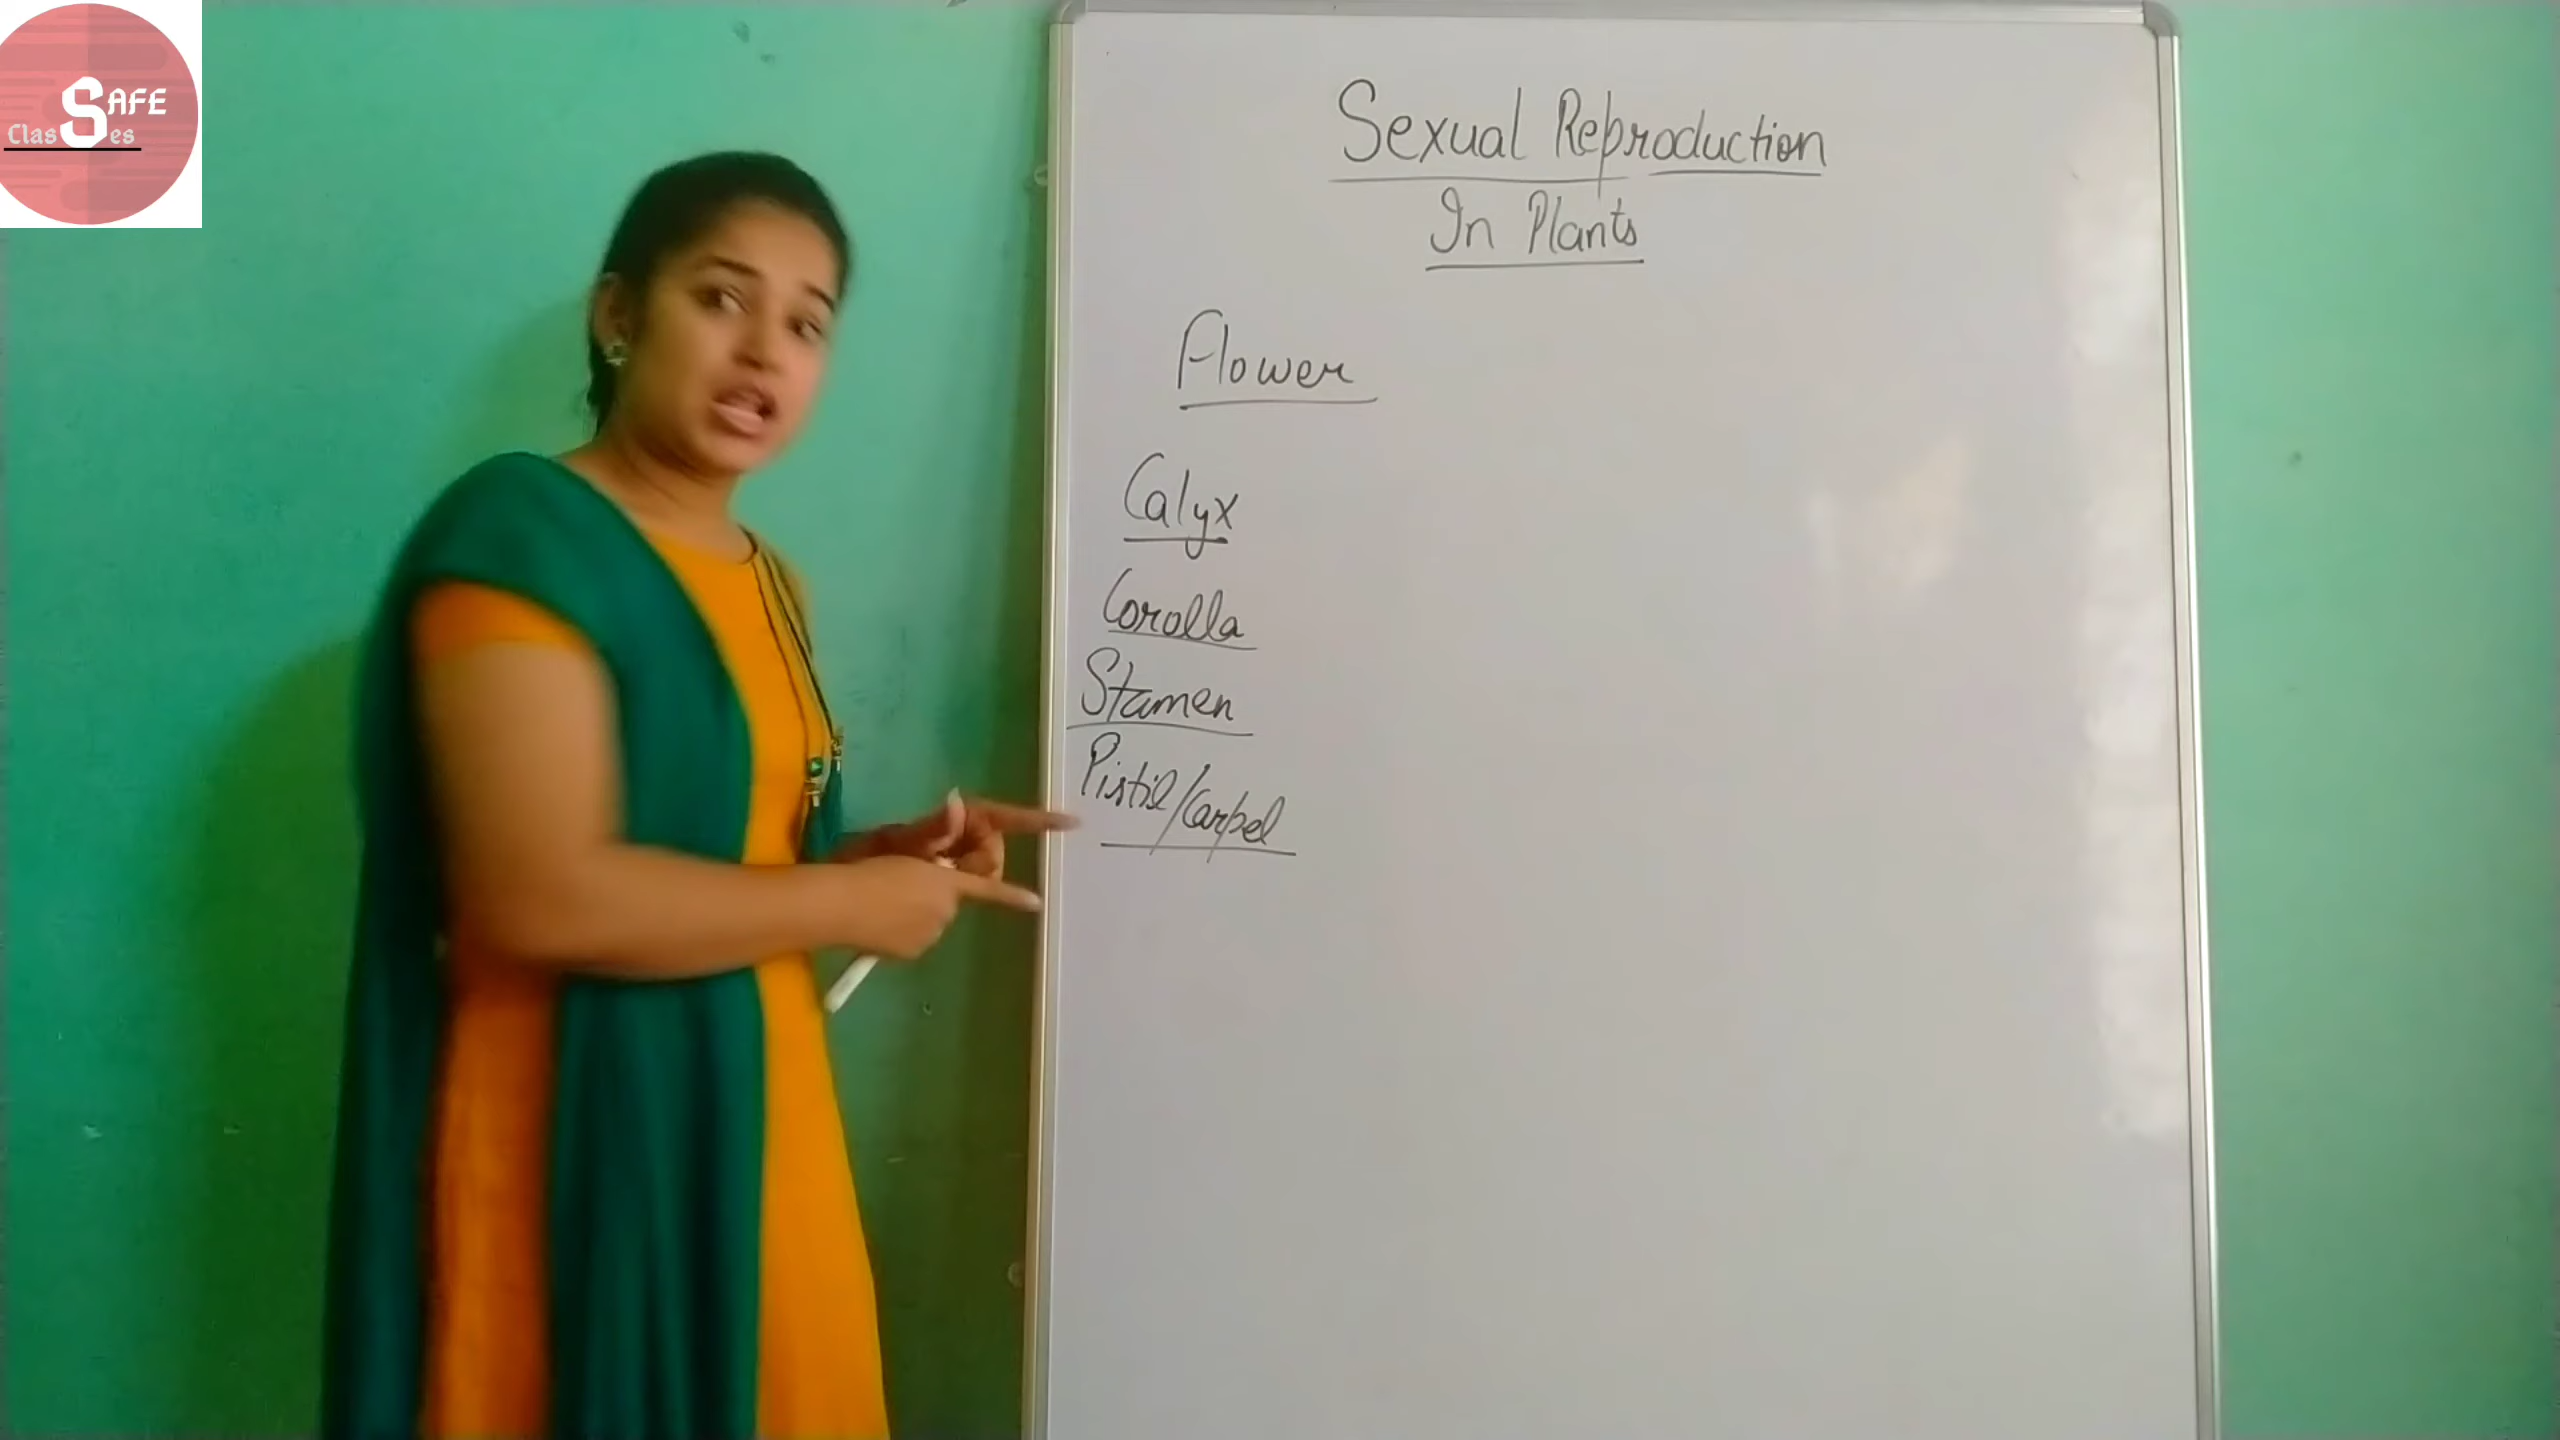 SAFE
Classes
Sexual Reproduction
In Plants
Flower
Calyx
Corolla
Stamen
Pistil/Carpel